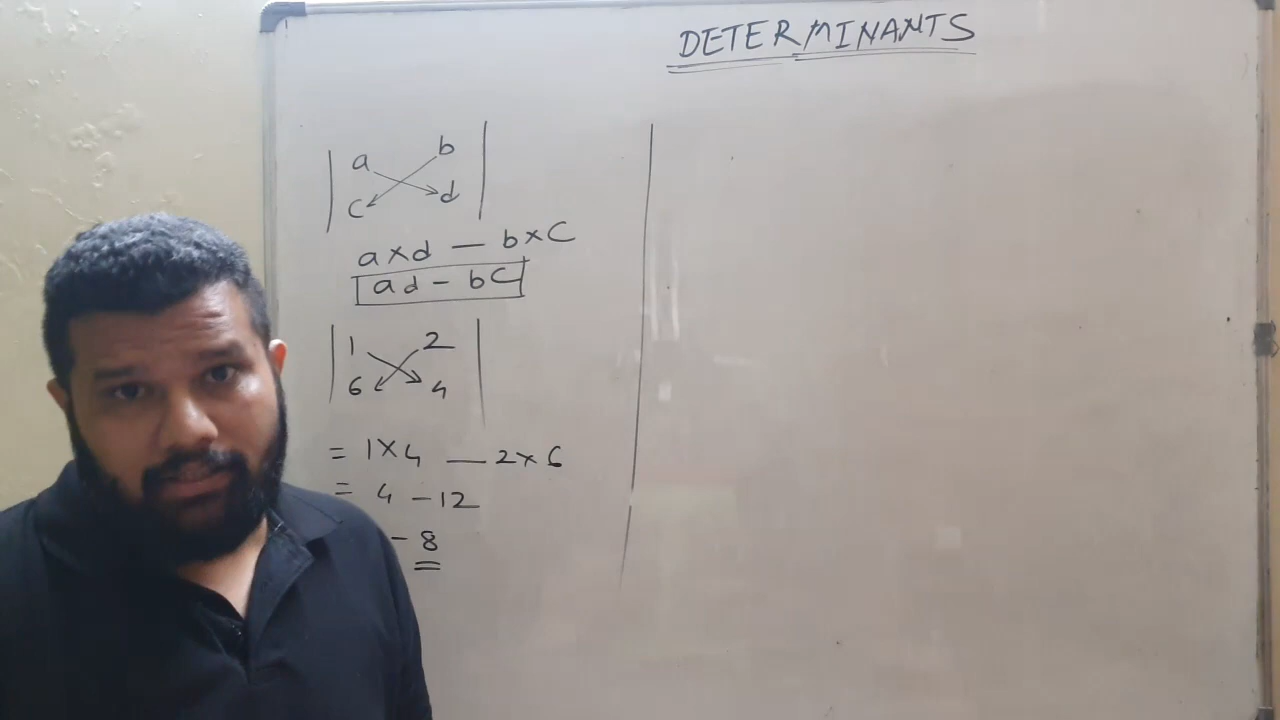 DETERMINANTS
a b
c d
a×d — b×C
ad - bC
1 2
6 4
= 1×4 — 2×6
= 4 - 12
- 8